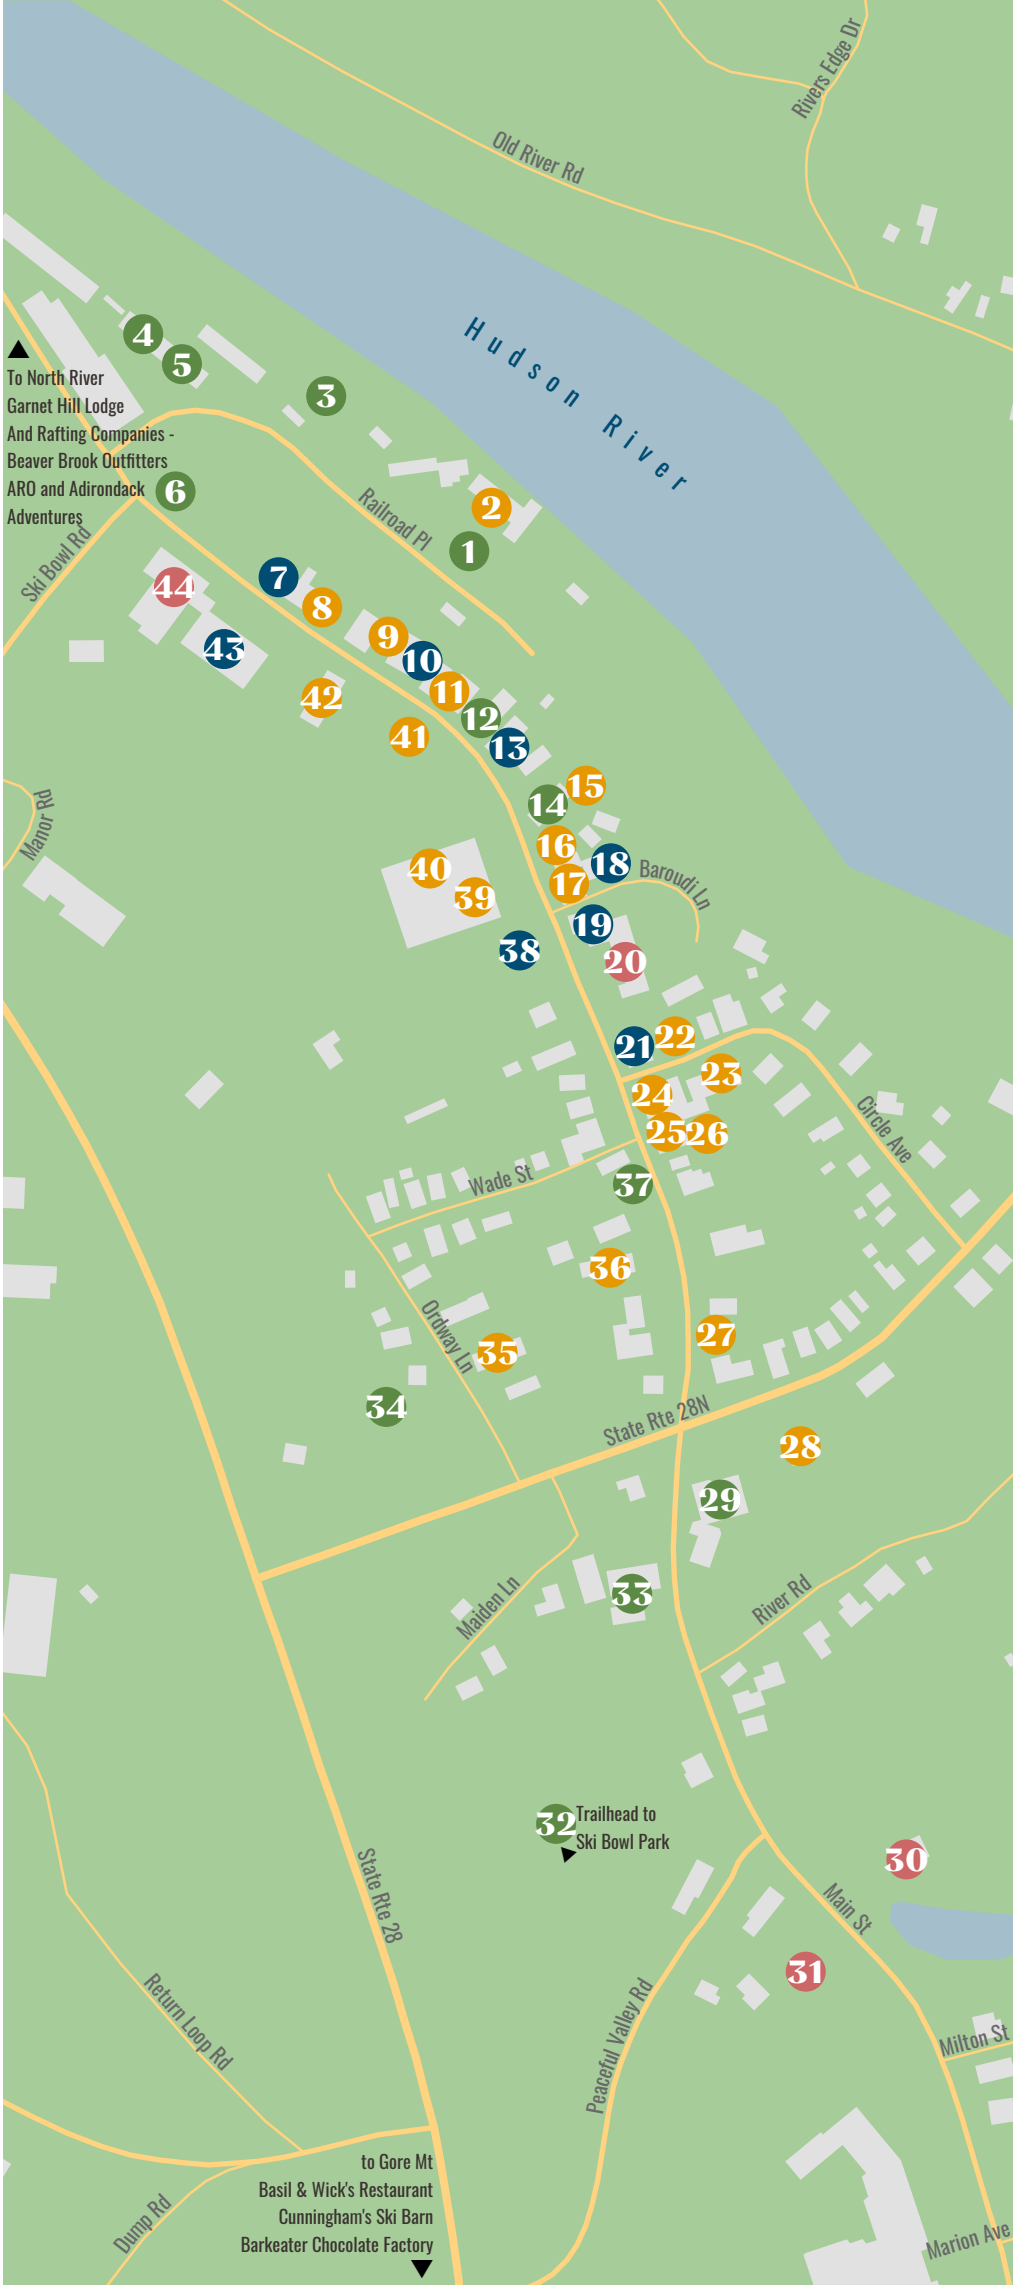 Rivers Edge Dr
Old River Rd
Hudson River
4
5
3
To North River
Garnet Hill Lodge
And Rafting Companies -
Beaver Brook Outfitters
ARO and Adirondack
Adventures
6
2
1
Railroad Pl
Ski Bowl Rd
44
7
8
9
43
10
42
11
12
41
13
15
14
Manor Rd
16
40
18
17
39
Baroudi Ln
19
38
20
21
22
23
24
25
26
Circle Ave
Wade St
37
36
Ordway Ln
27
35
34
State Rte 28N
28
29
33
Maiden Ln
River Rd
32
Trailhead to
Ski Bowl Park
30
State Rte 28
Main St
31
Return Loop Rd
Peaceful Valley Rd
Milton St
to Gore Mt
Basil & Wick's Restaurant
Cunningham's Ski Barn
Barkeater Chocolate Factory
Dump Rd
Marion Ave